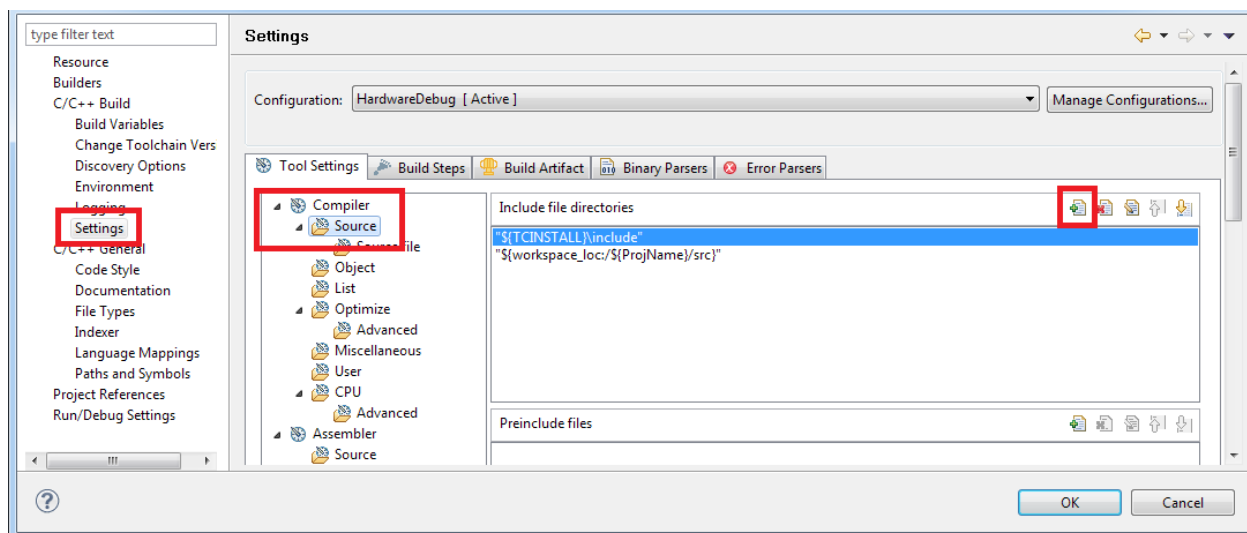 type filter text
Settings
Resource
Builders
C/C++ Build
Build Variables
Change Toolchain Vers
Discovery Options
Environment
Logging
Settings
C/C++ General
Code Style
Documentation
File Types
Indexer
Language Mappings
Paths and Symbols
Project References
Run/Debug Settings
Configuration: HardwareDebug [ Active ]
Manage Configurations...
Tool Settings Build Steps Build Artifact Binary Parsers Error Parsers
Compiler
Source
Source file
Object
List
Optimize
Advanced
Miscellaneous
User
CPU
Advanced
Assembler
Source
Include file directories
"${TCINSTALL}\include"
"${workspace_loc:/${ProjName}/src}"
Preinclude files
OK Cancel